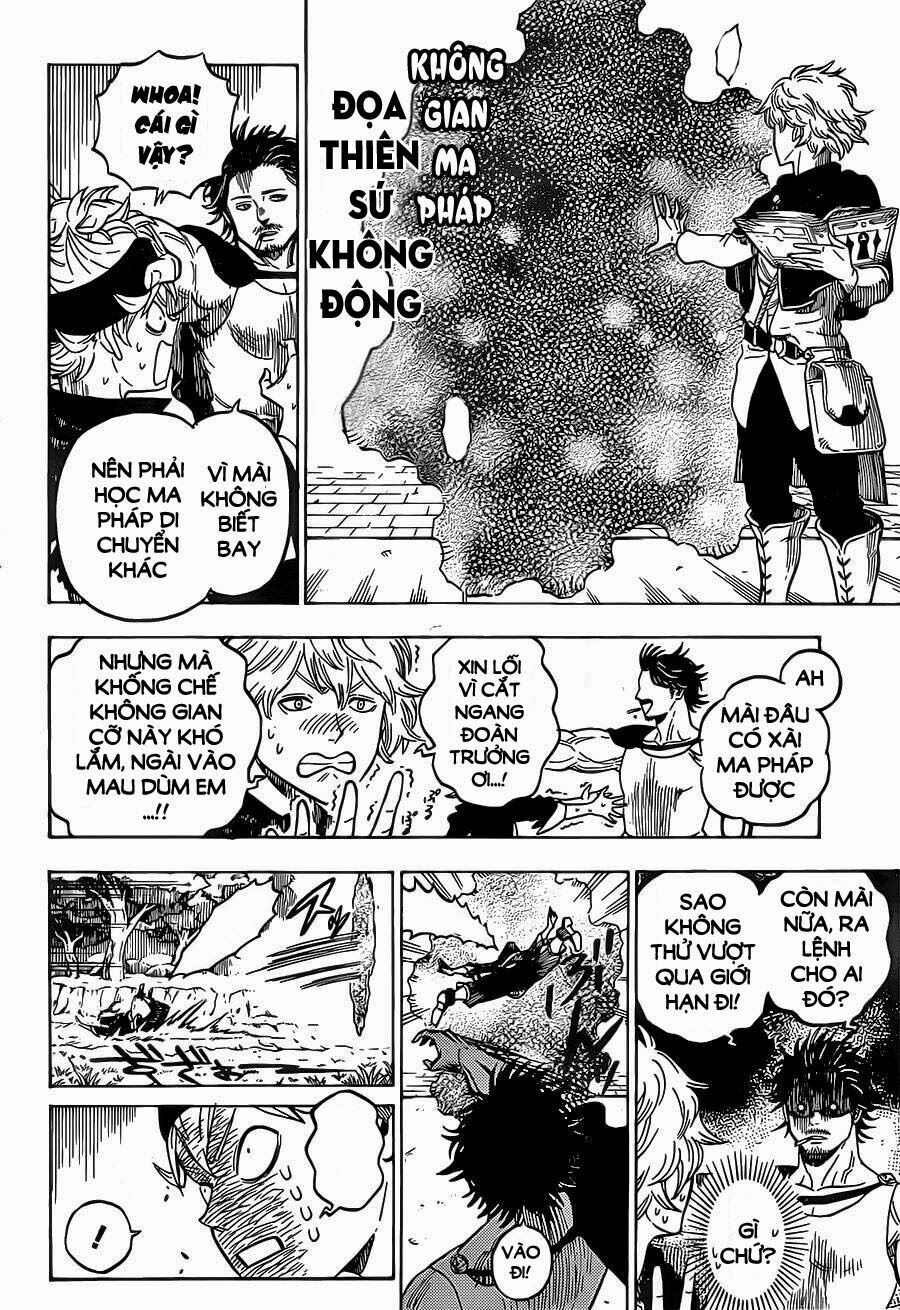 KHÔNG
GIAN
MA
PHÁP
ĐỌA
THIÊN
SỨ
KHÔNG
ĐỘNG
WHOA!
CÁI GÌ
VẬY?
VÌ MÀI
KHÔNG
BIẾT
BAY
NÊN PHẢI
HỌC MA
PHÁP DI
CHUYỂN
KHÁC
AH
MÀI ĐÂU
CÓ XÀI
MA PHÁP
ĐƯỢC
XIN LỖI
VÌ CẮT
NGANG
ĐOÀN
TRƯỞNG
ƠI....!
NHƯNG MÀ
KHỐNG CHẾ
KHÔNG GIAN
CỠ NÀY KHÓ
LẮM, NGÀI VÀO
MAU DÙM EM
....!!
CÒN MÀI
NỮA, RA
LỆNH
CHO AI
ĐÓ?
SAO
KHÔNG
THỬ VƯỢT
QUA GIỚI
HẠN ĐI!
GÌ
CHỨ?
VÀO
ĐI!
!